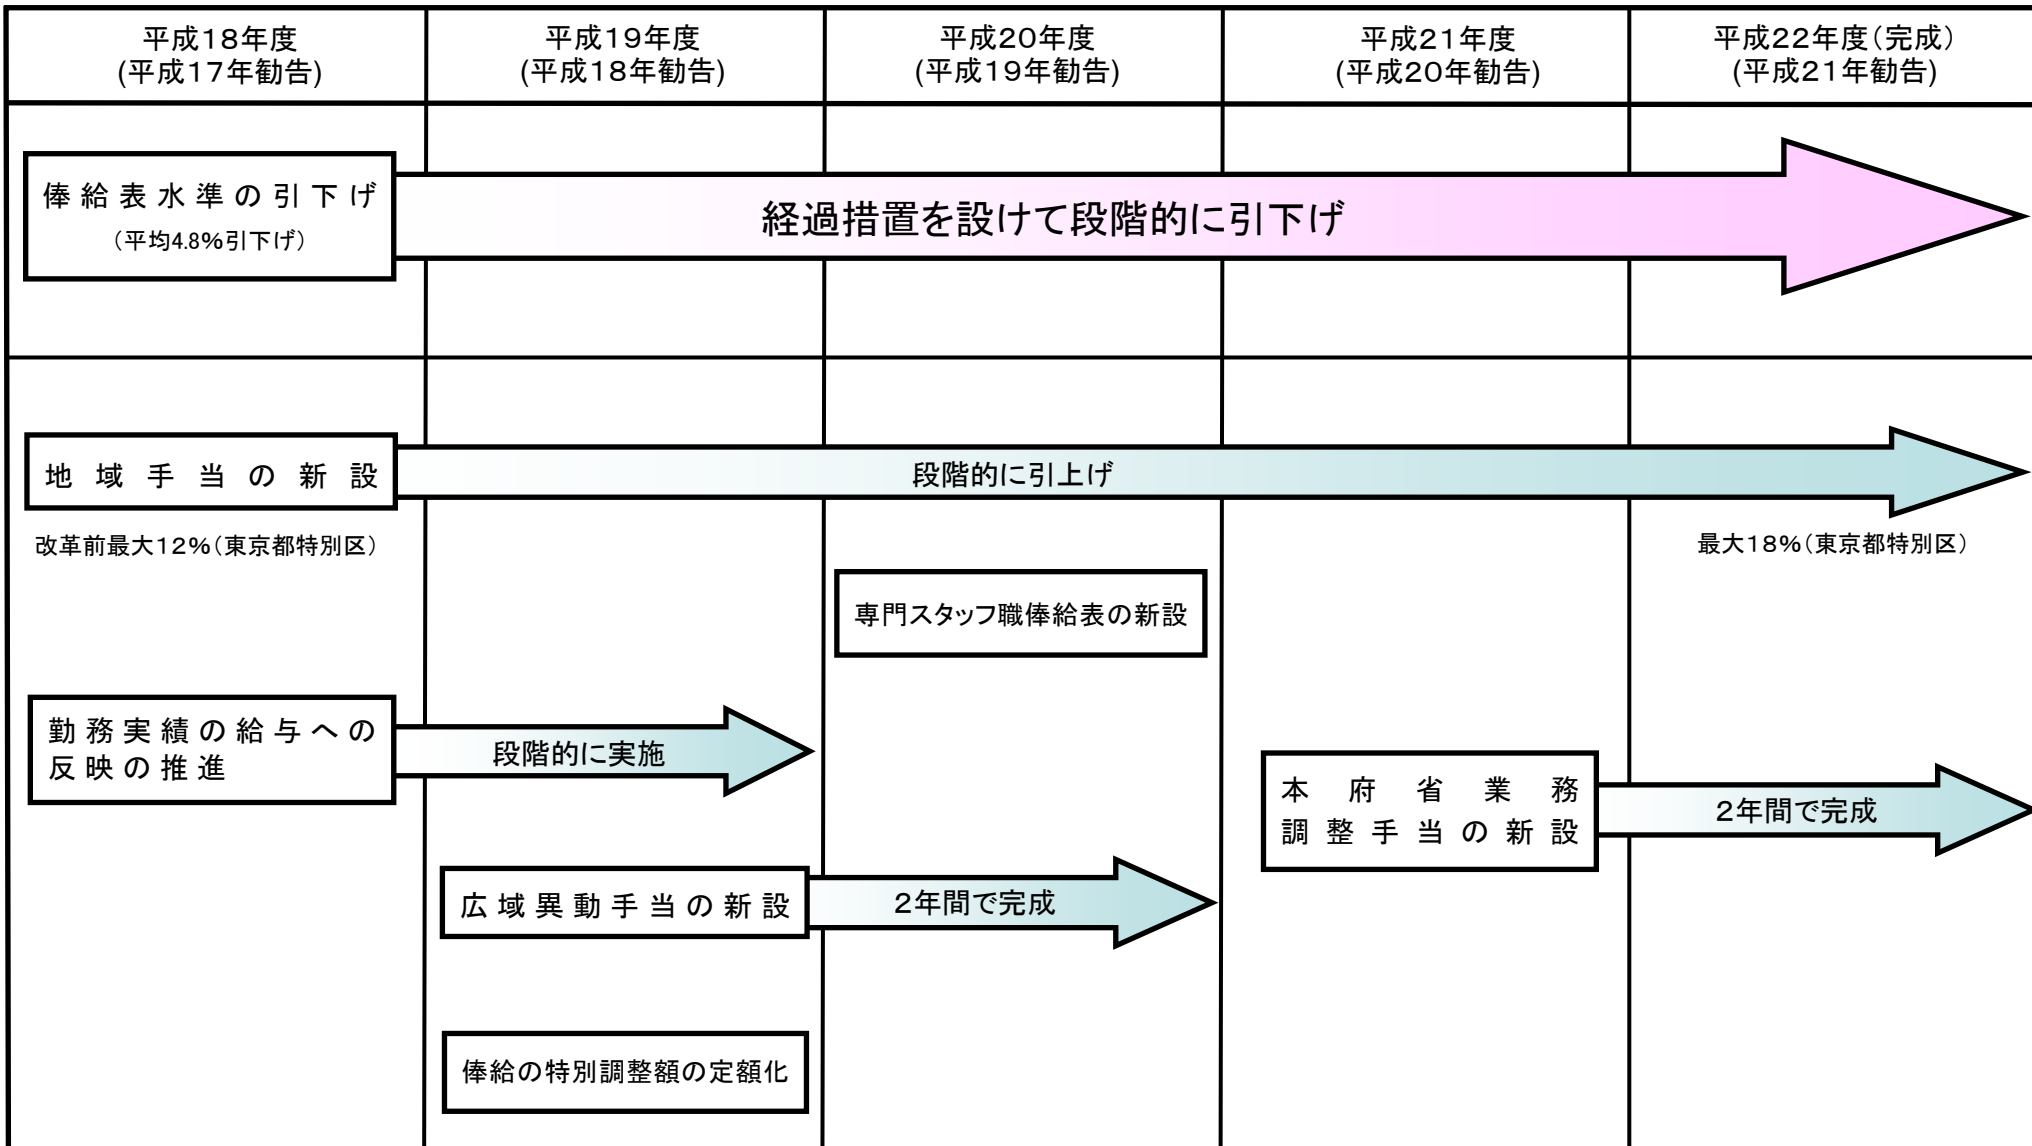 平成18年度
(平成17年勧告)
平成19年度
(平成18年勧告)
平成20年度
(平成19年勧告)
平成21年度
(平成20年勧告)
平成22年度(完成)
(平成21年勧告)
俸給表水準の引下げ
(平均4.8%引下げ)
経過措置を設けて段階的に引下げ
地域手当の新設
段階的に引上げ
改革前最大12%(東京都特別区)
最大18%(東京都特別区)
専門スタッフ職俸給表の新設
勤務実績の給与への
反映の推進
段階的に実施
本府省業務
調整手当の新設
2年間で完成
広域異動手当の新設
2年間で完成
俸給の特別調整額の定額化